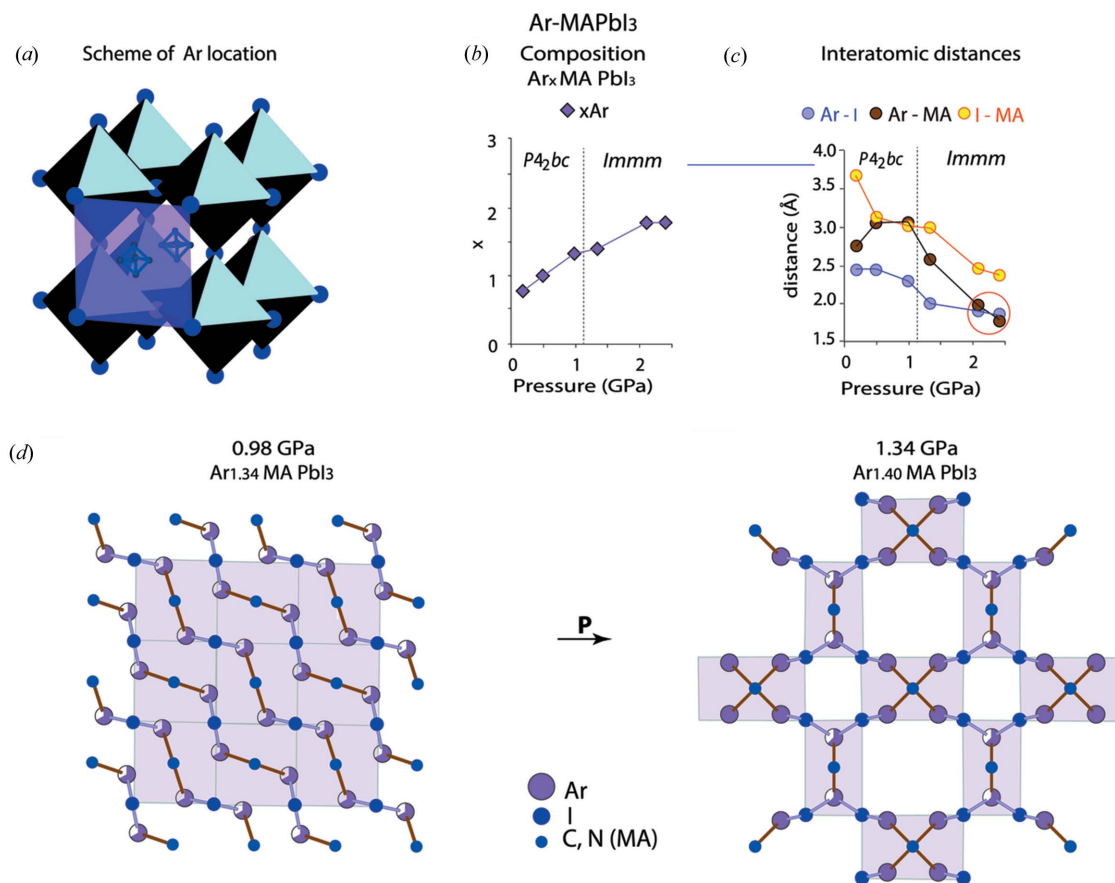 Ar-MAPbI3
(a)
Scheme of Ar location
(b)
Composition
ArxMA PbI3
xAr
3
2
1
0
x
P42bc
Immm
0
1
2
Pressure (GPa)
(c)
Interatomic distances
Ar - I
Ar - MA
I - MA
4.0
3.5
3.0
2.5
2.0
1.5
distance (Å)
P42bc
Immm
0
1
2
Pressure (GPa)
(d)
0.98 GPa
Ar1.34 MA PbI3
P
1.34 GPa
Ar1.40 MA PbI3
Ar
I
C, N (MA)